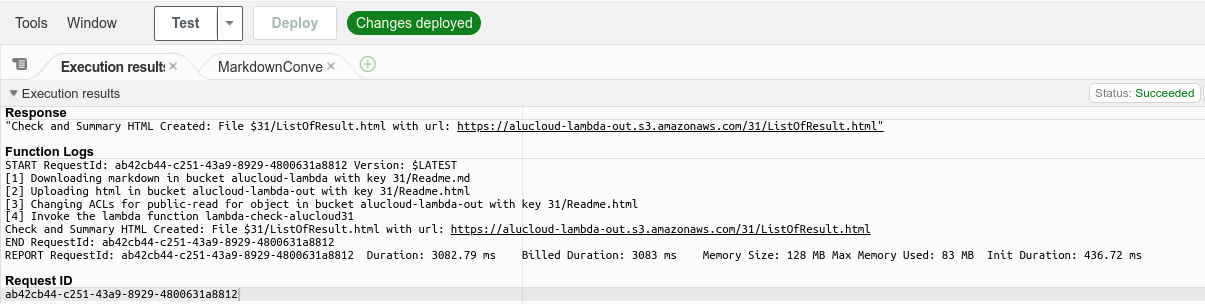 Tools Window Test Deploy Changes deployed
Execution results MarkdownConve
Execution results Status: Succeeded
Response
"Check and Summary HTML Created: File $31/ListOfResult.html with url: https://alucloud-lambda-out.s3.amazonaws.com/31/ListOfResult.html"
Function Logs
START RequestId: ab42cb44-c251-43a9-8929-4800631a8812 Version: $LATEST
[1] Downloading markdown in bucket alucloud-lambda with key 31/Readme.md
[2] Uploading html in bucket alucloud-lambda-out with key 31/Readme.html
[3] Changing ACLs for public-read for object in bucket alucloud-lambda-out with key 31/Readme.html
[4] Invoke the lambda function lambda-check-alucloud31
Check and Summary HTML Created: File $31/ListOfResult.html with url: https://alucloud-lambda-out.s3.amazonaws.com/31/ListOfResult.html
END RequestId: ab42cb44-c251-43a9-8929-4800631a8812
REPORT RequestId: ab42cb44-c251-43a9-8929-4800631a8812 Duration: 3082.79 ms Billed Duration: 3083 ms Memory Size: 128 MB Max Memory Used: 83 MB Init Duration: 436.72 ms
Request ID
ab42cb44-c251-43a9-8929-4800631a8812